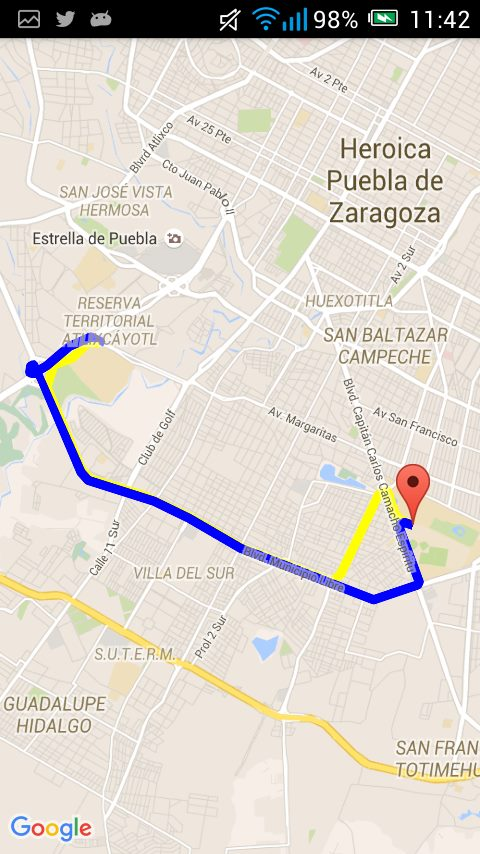 98% 11:42
Av 2 Pte
Av 25 Pte
Blvrd Atlixco
Heroica
Puebla de
Zaragoza
Cto Juan Pablo II
SAN JOSÉ VISTA
HERMOSA
Estrella de Puebla
Av 2 Sur
HUEXOTITLA
RESERVA
TERRITORIAL
ATLIXCÁYOTL
SAN BALTAZAR
CAMPECHE
Blvd. Capitán Carlos Camacho Espíritu
Club de Golf
Av. Margaritas
Av San Francisco
Calle 11 Sur
Blvd. Municipio Libre
VILLA DEL SUR
Prol 2 Sur
S.U.T.E.R.M.
GUADALUPE
HIDALGO
SAN FRAN
TOTIMEHU
Google